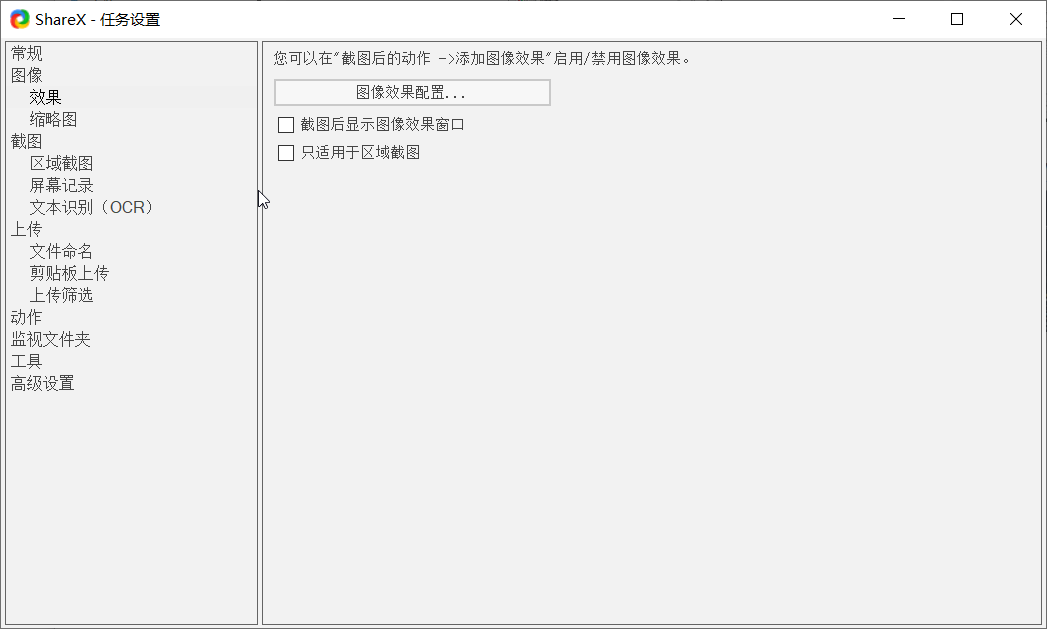 ShareX - 任务设置
常规
图像
效果
缩略图
截图
区域截图
屏幕记录
文本识别（OCR）
上传
文件命名
剪贴板上传
上传筛选
动作
监视文件夹
工具
高级设置
您可以在"截图后的动作 ->添加图像效果"启用/禁用图像效果。
图像效果配置...
截图后显示图像效果窗口
只适用于区域截图